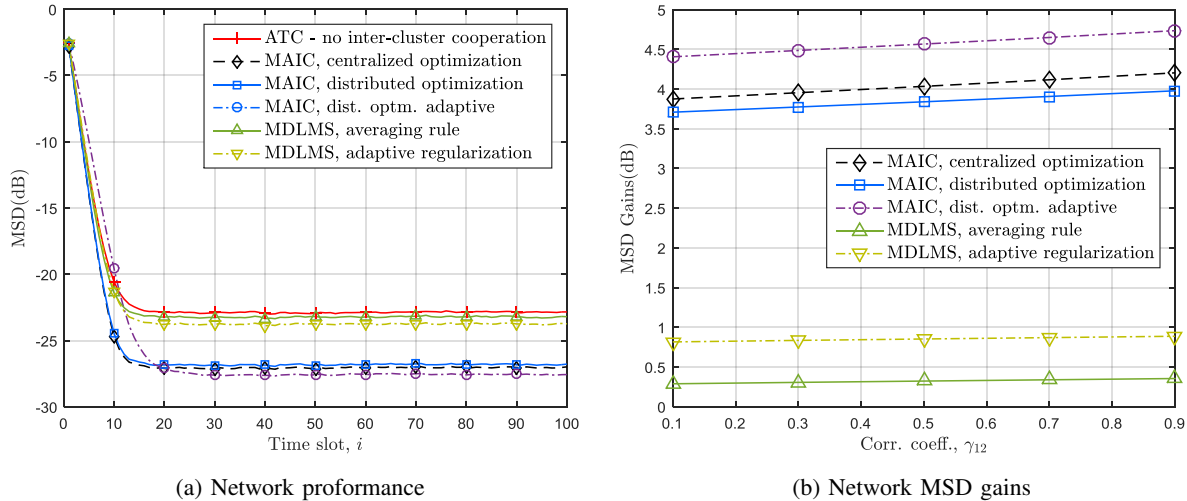 0
-5
-10
-15
-20
-25
-30
MSD(dB)
ATC - no inter-cluster cooperation
MAIC, centralized optimization
MAIC, distributed optimization
MAIC, dist. optm. adaptive
MDLMS, averaging rule
MDLMS, adaptive regularization
0 10 20 30 40 50 60 70 80 90 100
Time slot, i
(a) Network proformance
5
4.5
4
3.5
3
2.5
2
1.5
1
0.5
0
MSD Gains(dB)
MAIC, centralized optimization
MAIC, distributed optimization
MAIC, dist. optm. adaptive
MDLMS, averaging rule
MDLMS, adaptive regularization
0.1 0.2 0.3 0.4 0.5 0.6 0.7 0.8 0.9
Corr. coeff., γ₁₂
(b) Network MSD gains